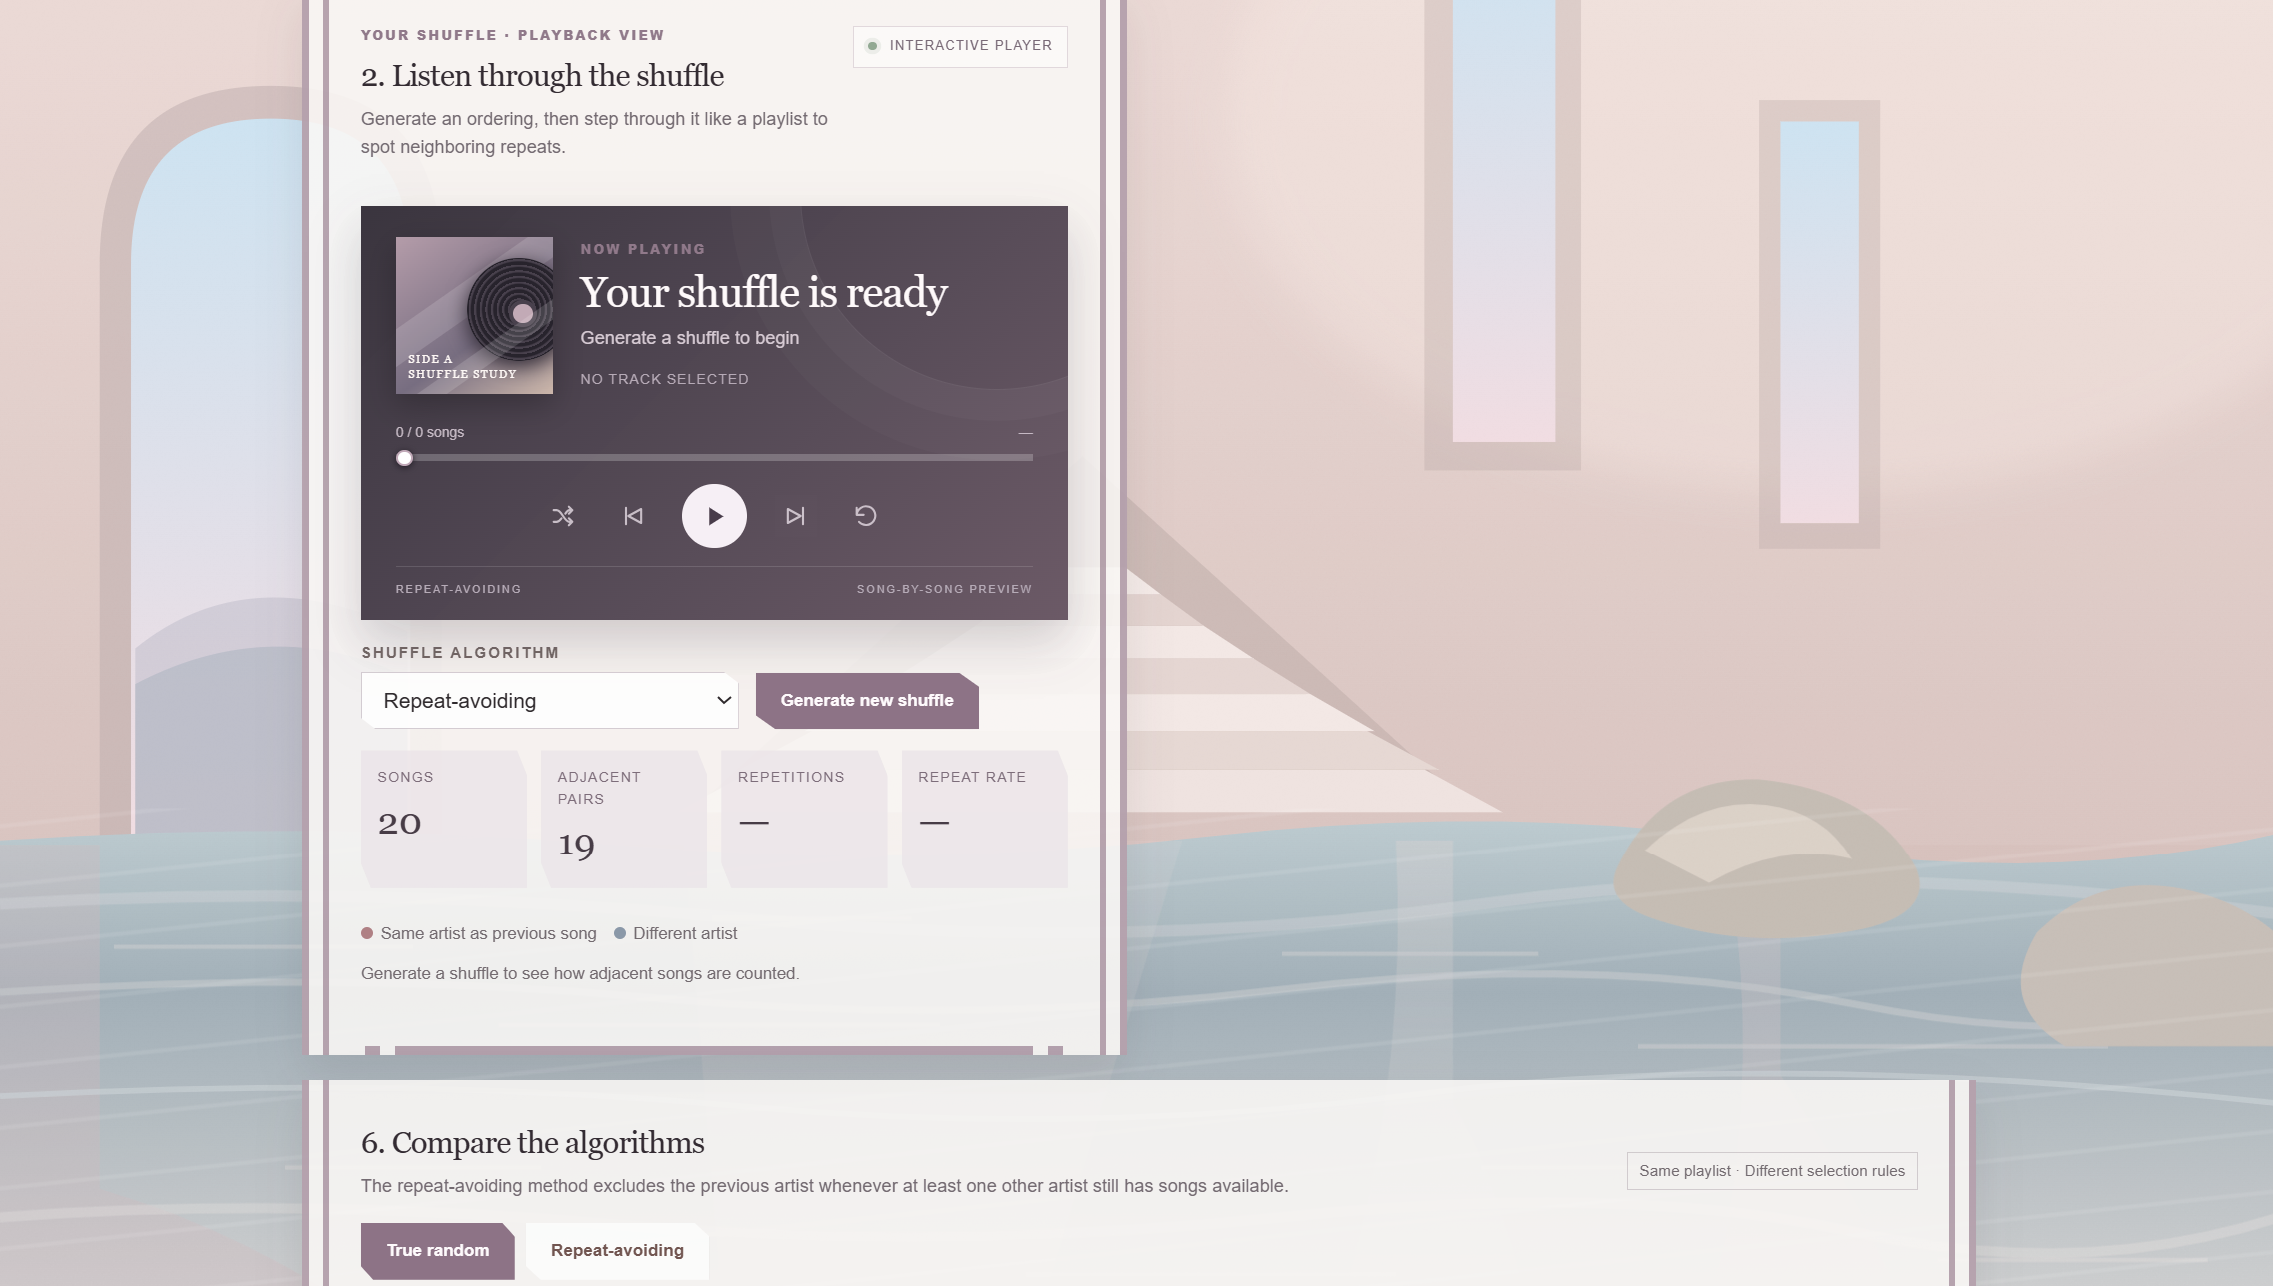 YOUR SHUFFLE · PLAYBACK VIEW
INTERACTIVE PLAYER
2. Listen through the shuffle
Generate an ordering, then step through it like a playlist to
spot neighboring repeats.
NOW PLAYING
Your shuffle is ready
Generate a shuffle to begin
NO TRACK SELECTED
SIDE A
SHUFFLE STUDY
0 / 0 songs
—
REPEAT-AVOIDING
SONG-BY-SONG PREVIEW
SHUFFLE ALGORITHM
Repeat-avoiding
Generate new shuffle
SONGS
20
ADJACENT
PAIRS
19
REPETITIONS
—
REPEAT RATE
—
Same artist as previous song
Different artist
Generate a shuffle to see how adjacent songs are counted.
6. Compare the algorithms
The repeat-avoiding method excludes the previous artist whenever at least one other artist still has songs available.
Same playlist · Different selection rules
True random
Repeat-avoiding